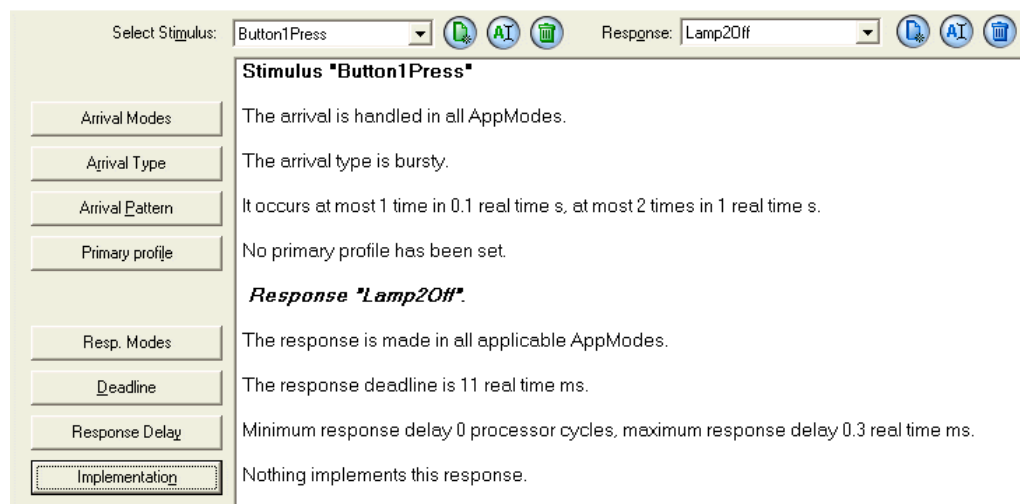 Select Stimulus: Button1Press AI Response: Lamp2Off AI
Stimulus "Button1Press"
Arrival Modes The arrival is handled in all AppModes.
Arrival Type The arrival type is bursty.
Arrival Pattern It occurs at most 1 time in 0.1 real time s, at most 2 times in 1 real time s.
Primary profile No primary profile has been set.
Response "Lamp2Off".
Resp. Modes The response is made in all applicable AppModes.
Deadline The response deadline is 11 real time ms.
Response Delay Minimum response delay 0 processor cycles, maximum response delay 0.3 real time ms.
Implementation Nothing implements this response.